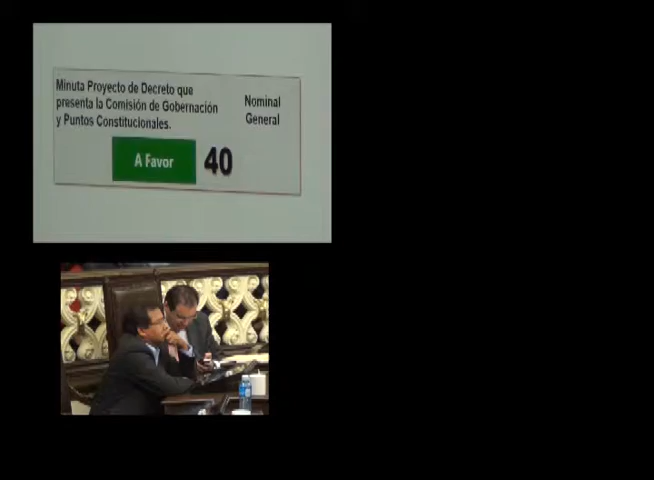 Minuta Proyecto de Decreto que
presenta la Comisión de Gobernación
y Puntos Constitucionales.
Nominal
General
A Favor
40